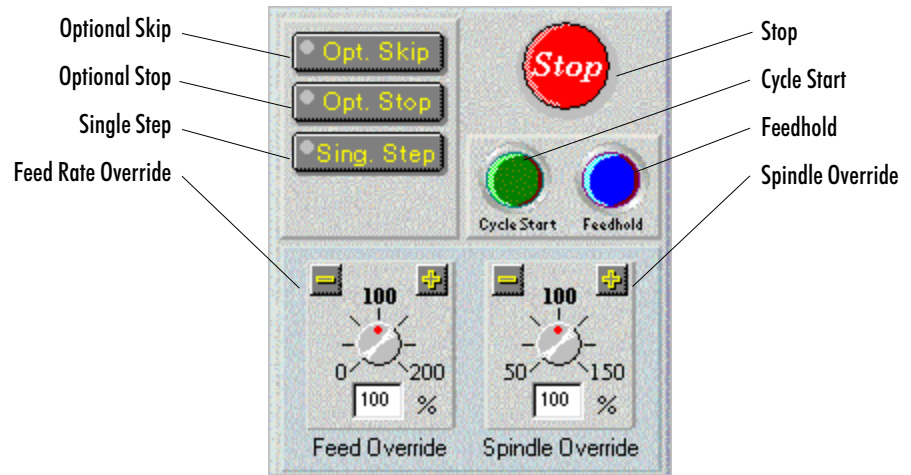 Optional Skip
Optional Stop
Single Step
Feed Rate Override
Opt. Skip
Opt. Stop
Sing. Step
Stop
Cycle Start
Feedhold
Stop
Cycle Start
Feedhold
Spindle Override
100
0
200
100 %
Feed Override
100
50
150
100 %
Spindle Override